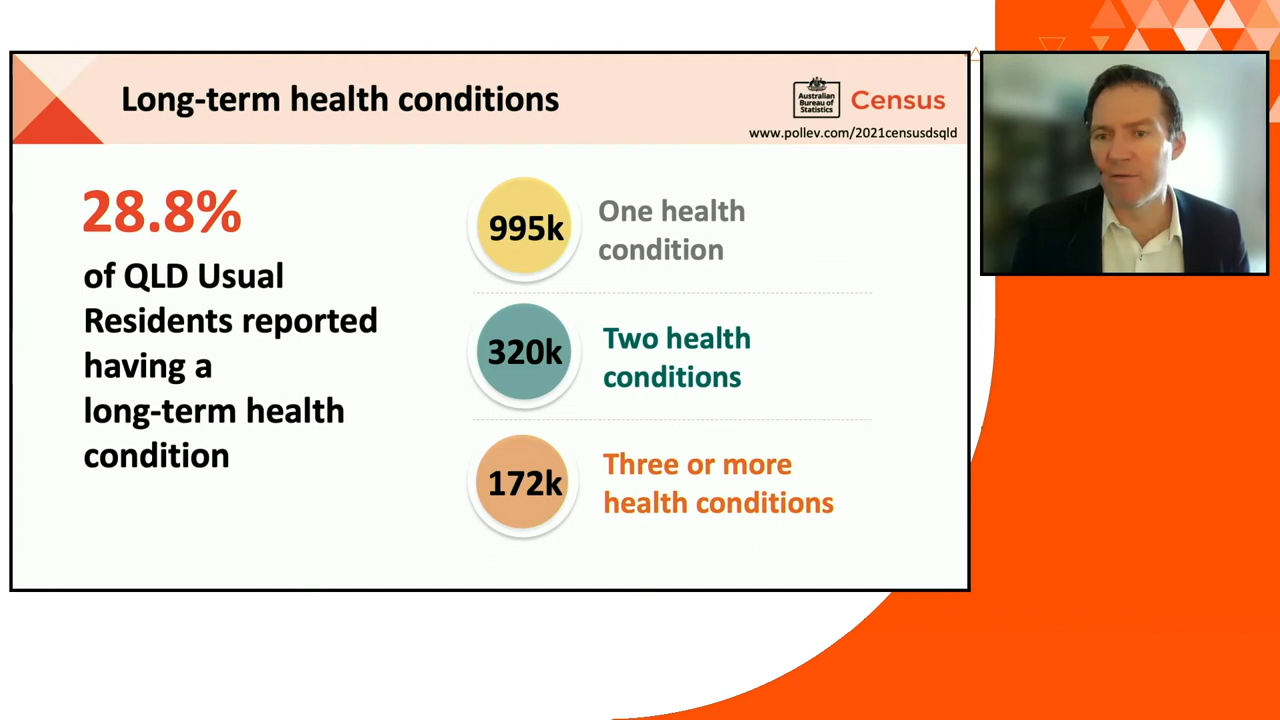 Long-term health conditions
Australian
Bureau of
Statistics
Census
www.pollev.com/2021censusdsqld
28.8%
of QLD Usual
Residents reported
having a
long-term health
condition
995k
One health
condition
320k
Two health
conditions
172k
Three or more
health conditions